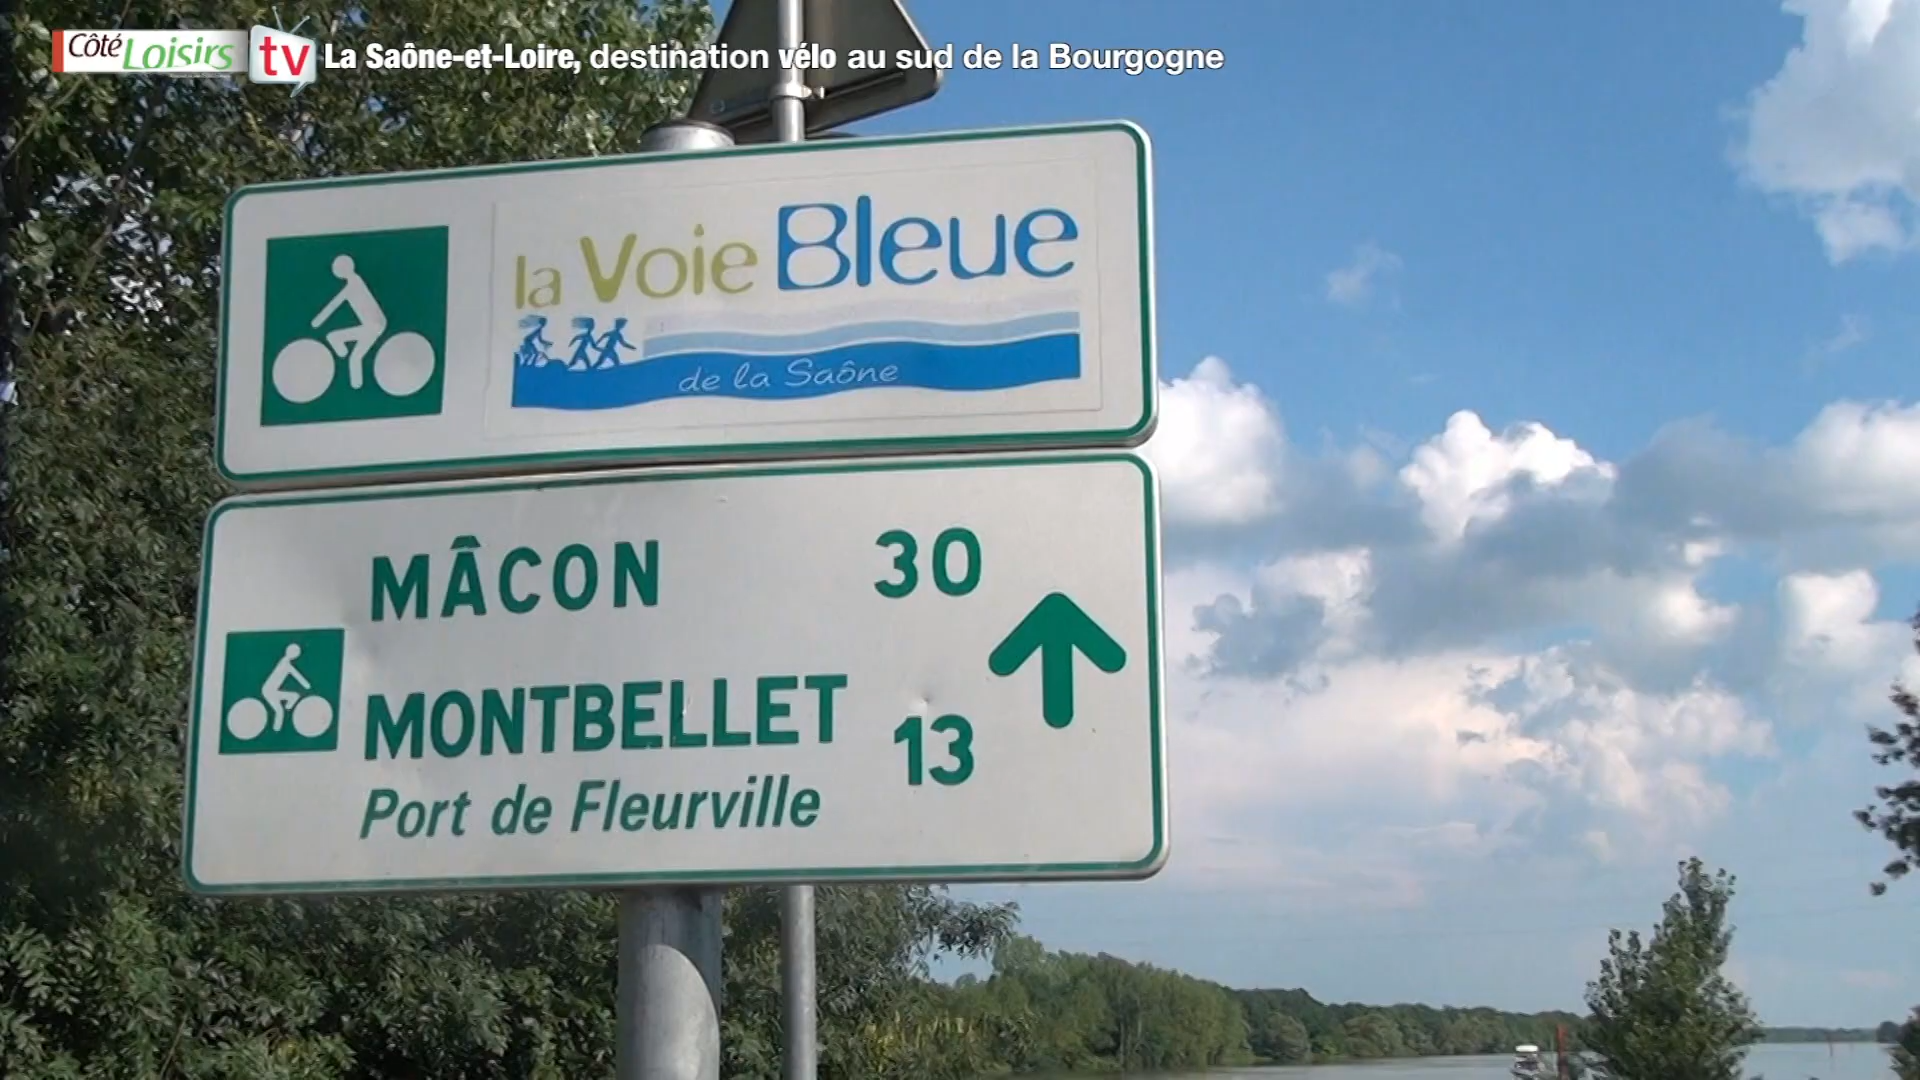 Côté Loisirs tv La Saône-et-Loire, destination vélo au sud de la Bourgogne
la Voie Bleue
de la Saône
MÂCON 30
MONTBELLET 13
Port de Fleurville